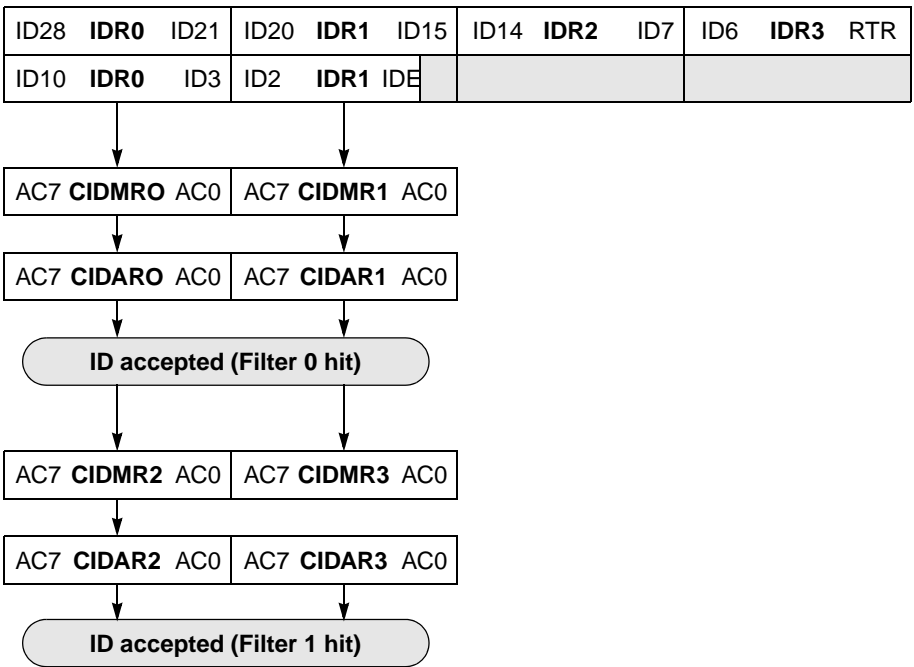 ID28 IDR0 ID21 ID20 IDR1 ID15 ID14 IDR2 ID7 ID6 IDR3 RTR
ID10 IDR0 ID3 ID2 IDR1 IDE
AC7 CIDMRO AC0 AC7 CIDMR1 AC0
AC7 CIDARO AC0 AC7 CIDAR1 AC0
ID accepted (Filter 0 hit)
AC7 CIDMR2 AC0 AC7 CIDMR3 AC0
AC7 CIDAR2 AC0 AC7 CIDAR3 AC0
ID accepted (Filter 1 hit)